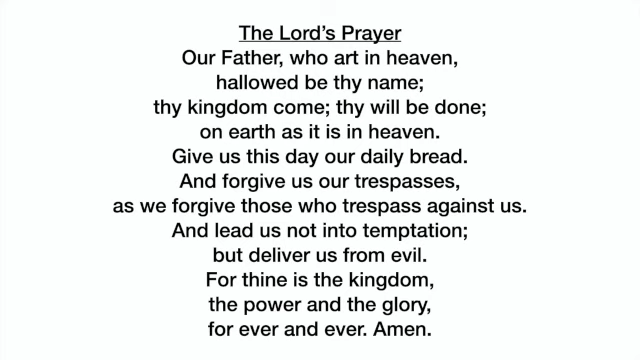 The Lord’s Prayer
Our Father, who art in heaven,
hallowed be thy name;
thy kingdom come; thy will be done;
on earth as it is in heaven.
Give us this day our daily bread.
And forgive us our trespasses,
as we forgive those who trespass against us.
And lead us not into temptation;
but deliver us from evil.
For thine is the kingdom,
the power and the glory,
for ever and ever. Amen.